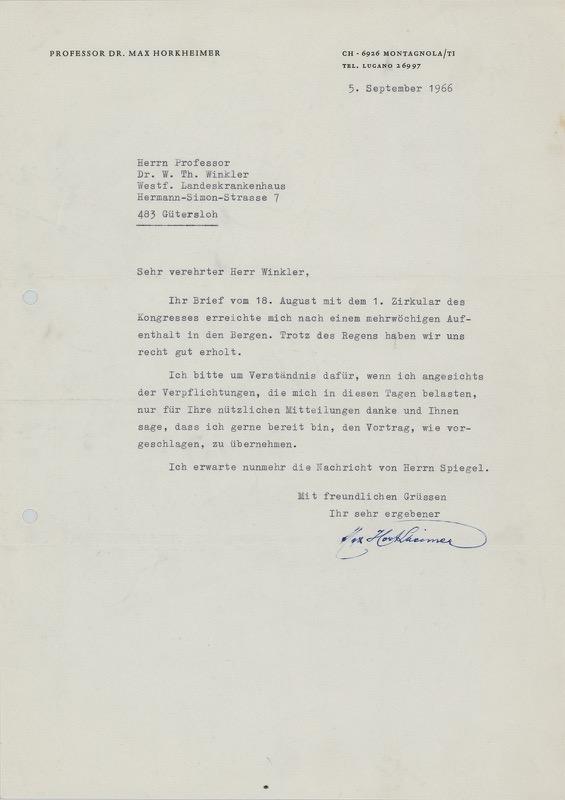 PROFESSOR DR. MAX HORKHEIMER
CH - 6926 MONTAGNOLA/TI
TEL. LUGANO 26997
5. September 1966
Herrn Professor
Dr. W. Th. Winkler
Westf. Landeskrankenhaus
Hermann-Simon-Strasse 7
483 Gütersloh
Sehr verehrter Herr Winkler,
Ihr Brief vom 18. August mit dem 1. Zirkular des
Kongresses erreichte mich nach einem mehrwöchigen Auf-
enthalt in den Bergen. Trotz des Regens haben wir uns
recht gut erholt.
Ich bitte um Verständnis dafür, wenn ich angesichts
der Verpflichtungen, die mich in diesen Tagen belasten,
nur für Ihre nützlichen Mitteilungen danke und Ihnen
sage, dass ich gerne bereit bin, den Vortrag, wie vor-
geschlagen, zu übernehmen.
Ich erwarte nunmehr die Nachricht von Herrn Spiegel.
Mit freundlichen Grüssen
Ihr sehr ergebener
Max Horkheimer